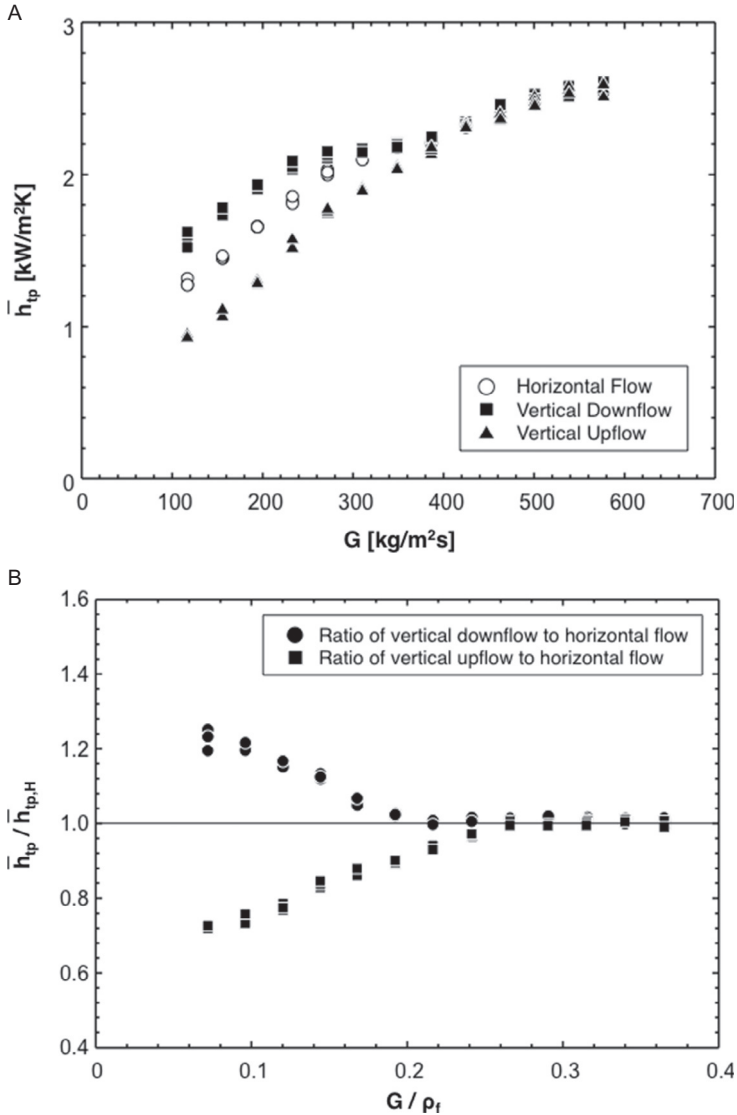 A
3
2
1
0
h̅tp [kW/m²K]
Horizontal Flow
Vertical Downflow
Vertical Upflow
0 100 200 300 400 500 600 700
G [kg/m²s]
B
1.6
1.4
1.2
1.0
0.8
0.6
0.4
h̅tp / h̅tp,H
Ratio of vertical downflow to horizontal flow
Ratio of vertical upflow to horizontal flow
0 0.1 0.2 0.3 0.4
G / ρf